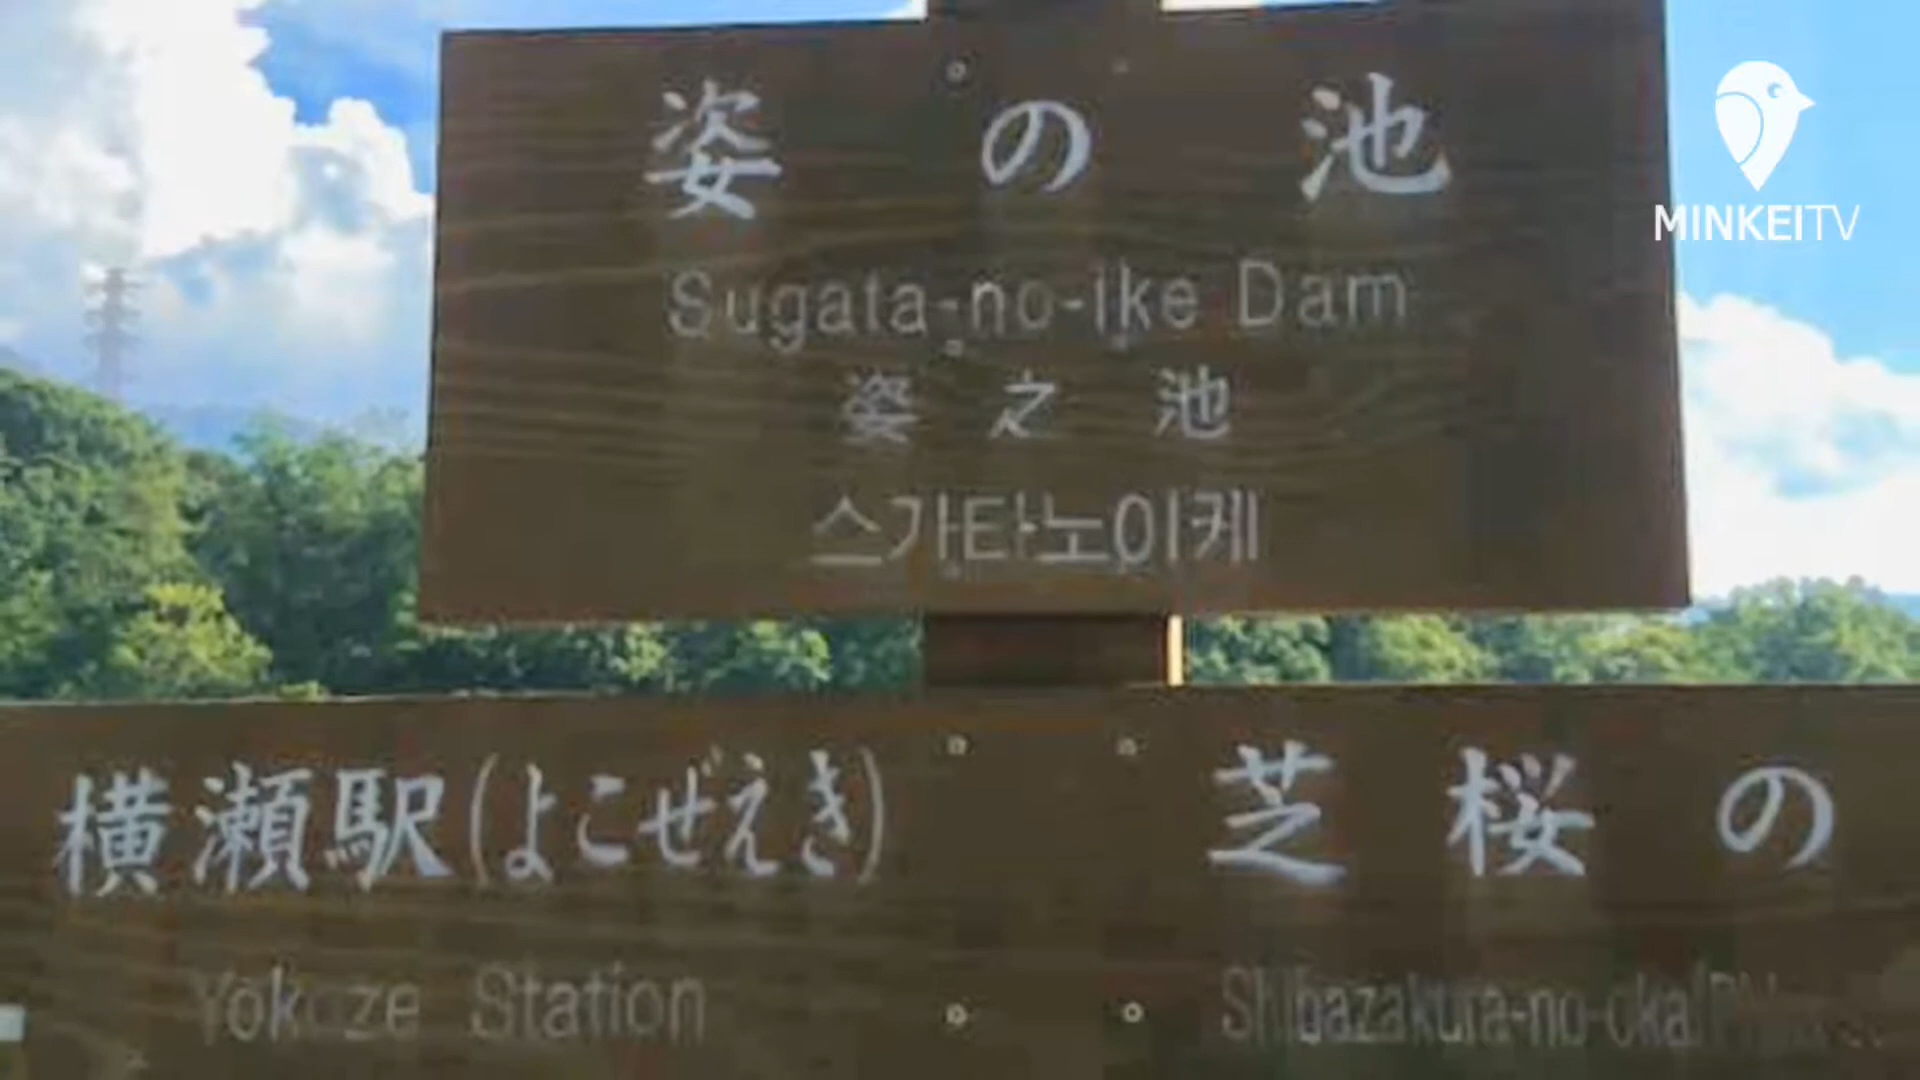 姿の池
Sugata-no-ike Dam
姿之池
스가타노이케
MINKEITV
横瀬駅(よこぜえき)
Yokoze Station
芝桜の
Shibazakura-no-oka